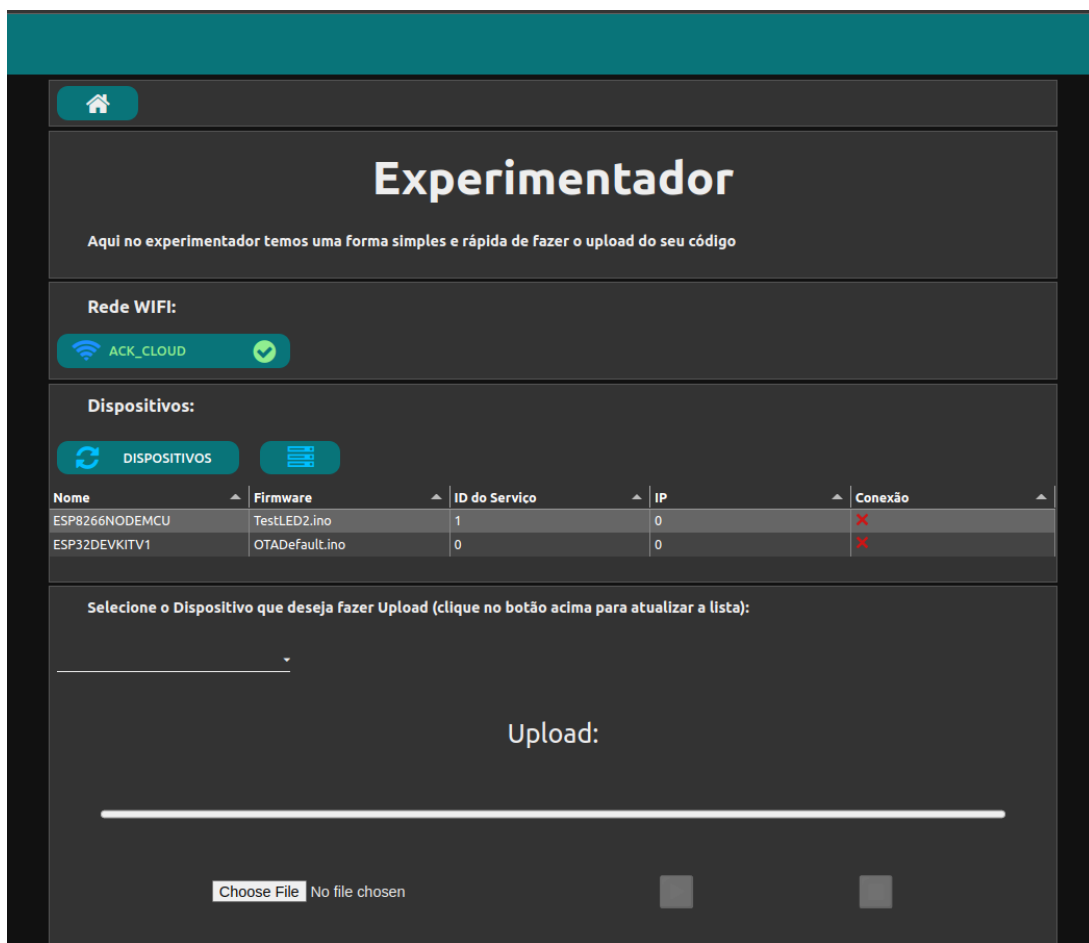 Experimentador
Aqui no experimentador temos uma forma simples e rápida de fazer o upload do seu código
Rede WIFI:
ACK_CLOUD
Dispositivos:
DISPOSITIVOS
Nome Firmware ID do Serviço IP Conexão
ESP8266NODEMCU TestLED2.ino 1 0
ESP32DEVKITV1 OTADefault.ino 0 0
Selecione o Dispositivo que deseja fazer Upload (clique no botão acima para atualizar a lista):
Upload:
Choose File No file chosen